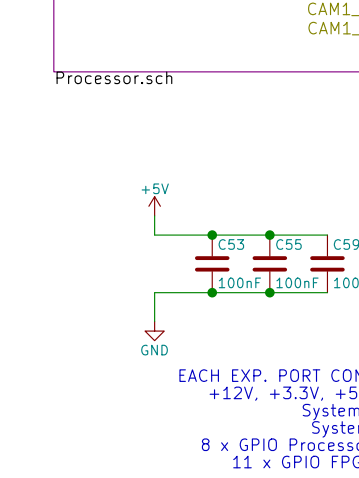 CAM1_
CAM1_
Processor.sch
+5V
C53
C55
C59
100nF
100nF
100
GND
EACH EXP. PORT CON
+12V, +3.3V, +5
System
System
8 x GPIO Processo
11 x GPIO FPG